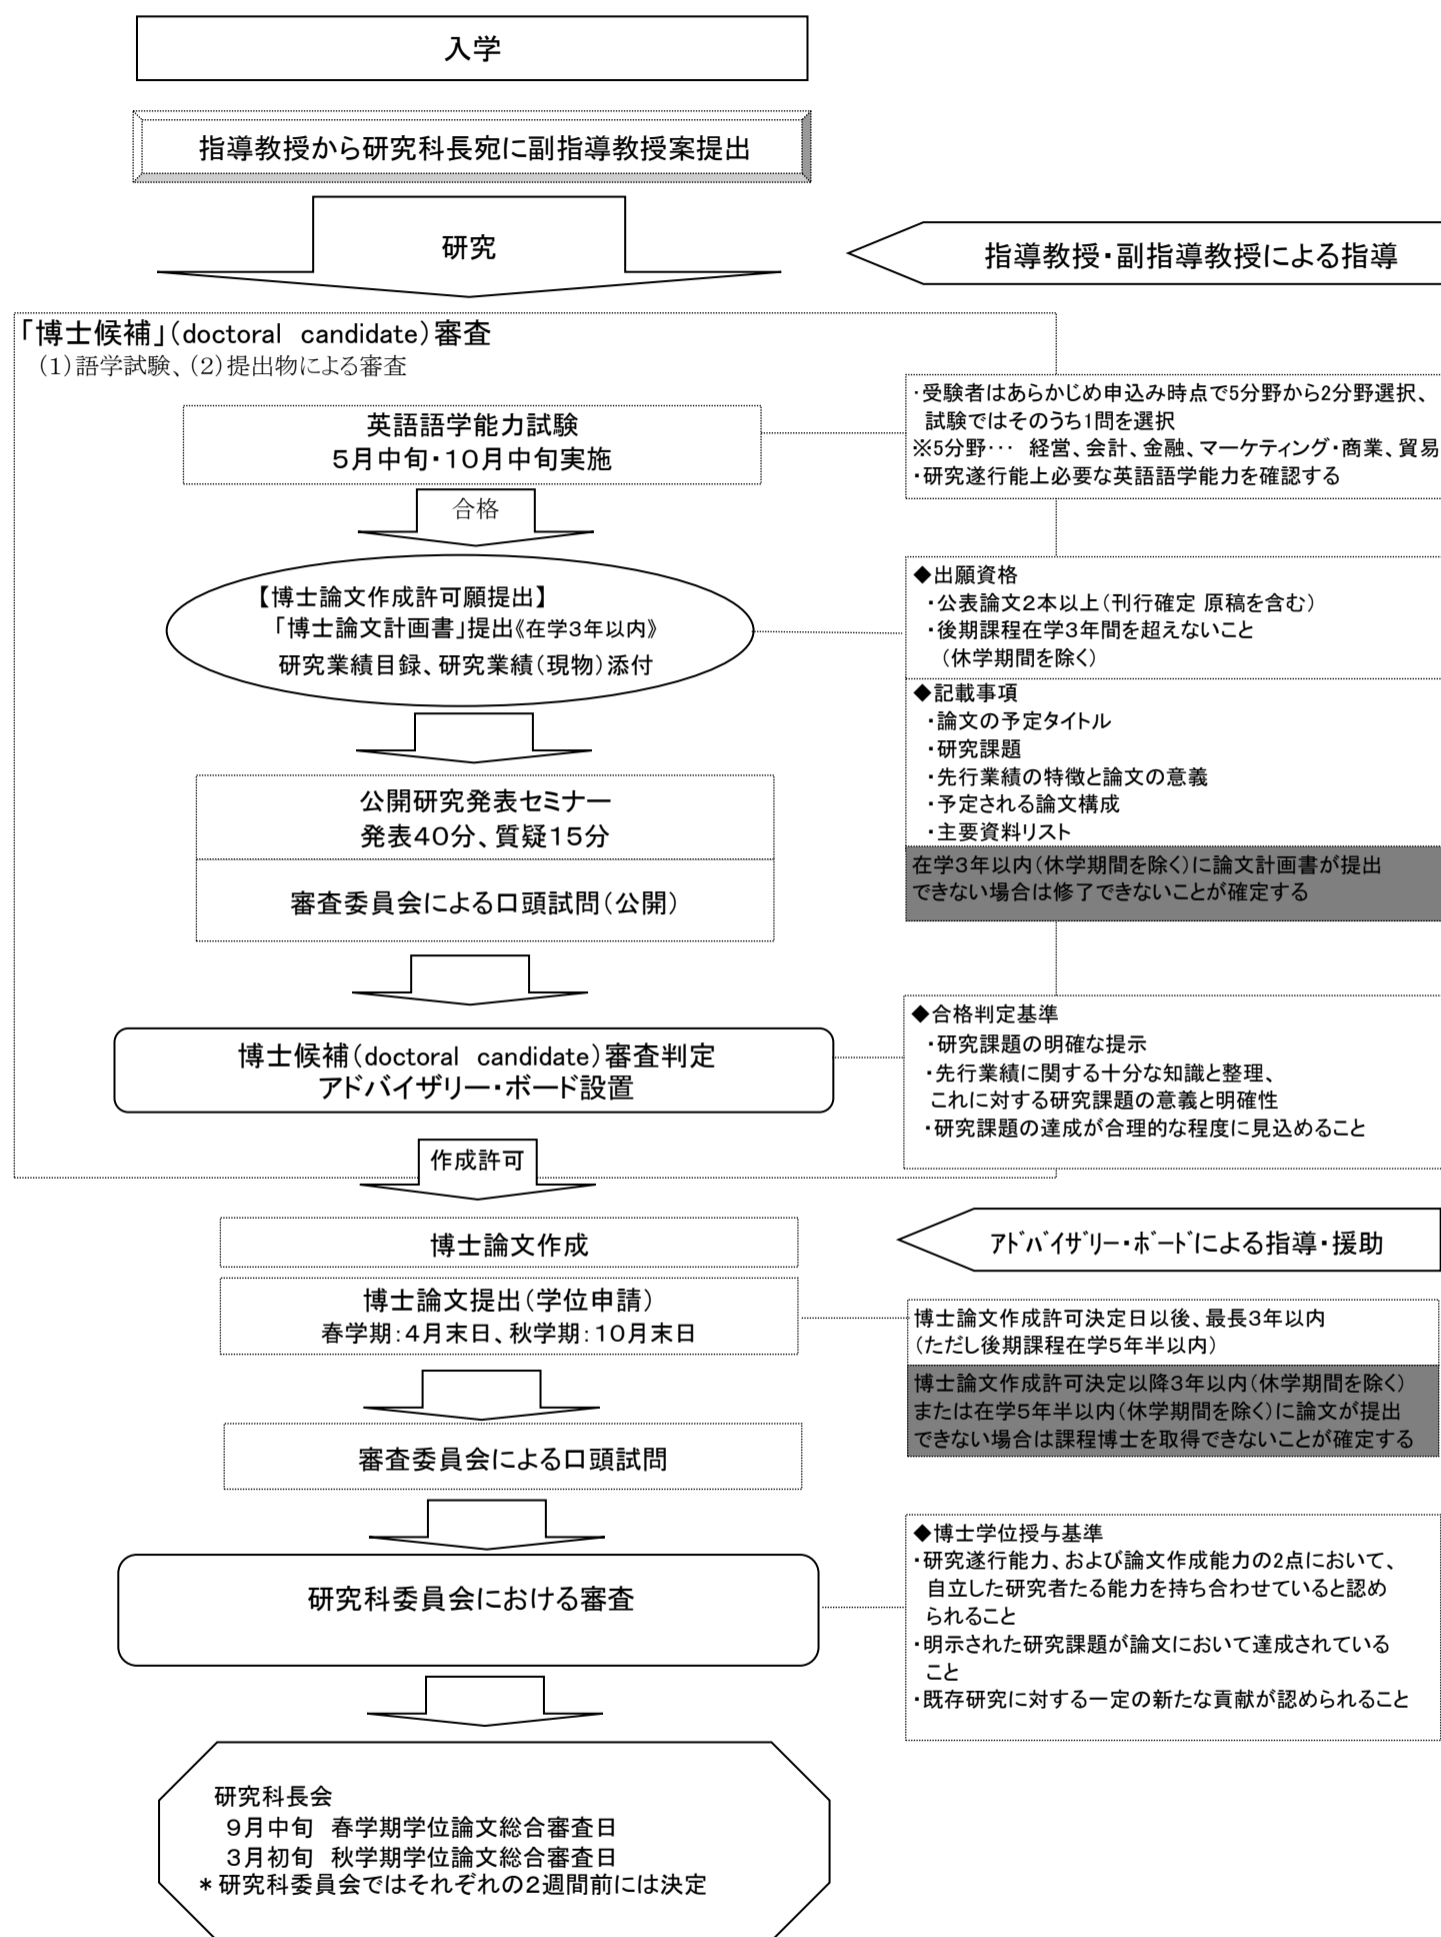 入学
指導教授から研究科長宛に副指導教授案提出
研究
指導教授・副指導教授による指導
「博士候補」(doctoral candidate)審査
(1)語学試験、(2)提出物による審査
英語語学能力試験
5月中旬・10月中旬実施
・受験者はあらかじめ申込み時点で5分野から2分野選択、
試験ではそのうち1問を選択
※5分野… 経営、会計、金融、マーケティング・商業、貿易
・研究遂行能上必要な英語語学能力を確認する
合格
【博士論文作成許可願提出】
「博士論文計画書」提出《在学3年以内》
研究業績目録、研究業績(現物)添付
◆出願資格
・公表論文2本以上(刊行確定 原稿を含む)
・後期課程在学3年間を超えないこと
(休学期間を除く)
◆記載事項
・論文の予定タイトル
・研究課題
・先行業績の特徴と論文の意義
・予定される論文構成
・主要資料リスト
在学3年以内(休学期間を除く)に論文計画書が提出
できない場合は修了できないことが確定する
公開研究発表セミナー
発表40分、質疑15分
審査委員会による口頭試問(公開)
博士候補(doctoral candidate)審査判定
アドバイザリー・ボード設置
◆合格判定基準
・研究課題の明確な提示
・先行業績に関する十分な知識と整理、
これに対する研究課題の意義と明確性
・研究課題の達成が合理的な程度に見込めること
作成許可
博士論文作成
アドバイザリー・ボードによる指導・援助
博士論文提出(学位申請)
春学期:4月末日、秋学期:10月末日
博士論文作成許可決定日以後、最長3年以内
(ただし後期課程在学5年半以内)
博士論文作成許可決定以降3年以内(休学期間を除く)
または在学5年半以内(休学期間を除く)に論文が提出
できない場合は課程博士を取得できないことが確定する
審査委員会による口頭試問
研究科委員会における審査
◆博士学位授与基準
・研究遂行能力、および論文作成能力の2点において、
自立した研究者たる能力を持ち合わせていると認め
られること
・明示された研究課題が論文において達成されている
こと
・既存研究に対する一定の新たな貢献が認められること
研究科長会
9月中旬 春学期学位論文総合審査日
3月初旬 秋学期学位論文総合審査日
*研究科委員会ではそれぞれの2週間前には決定